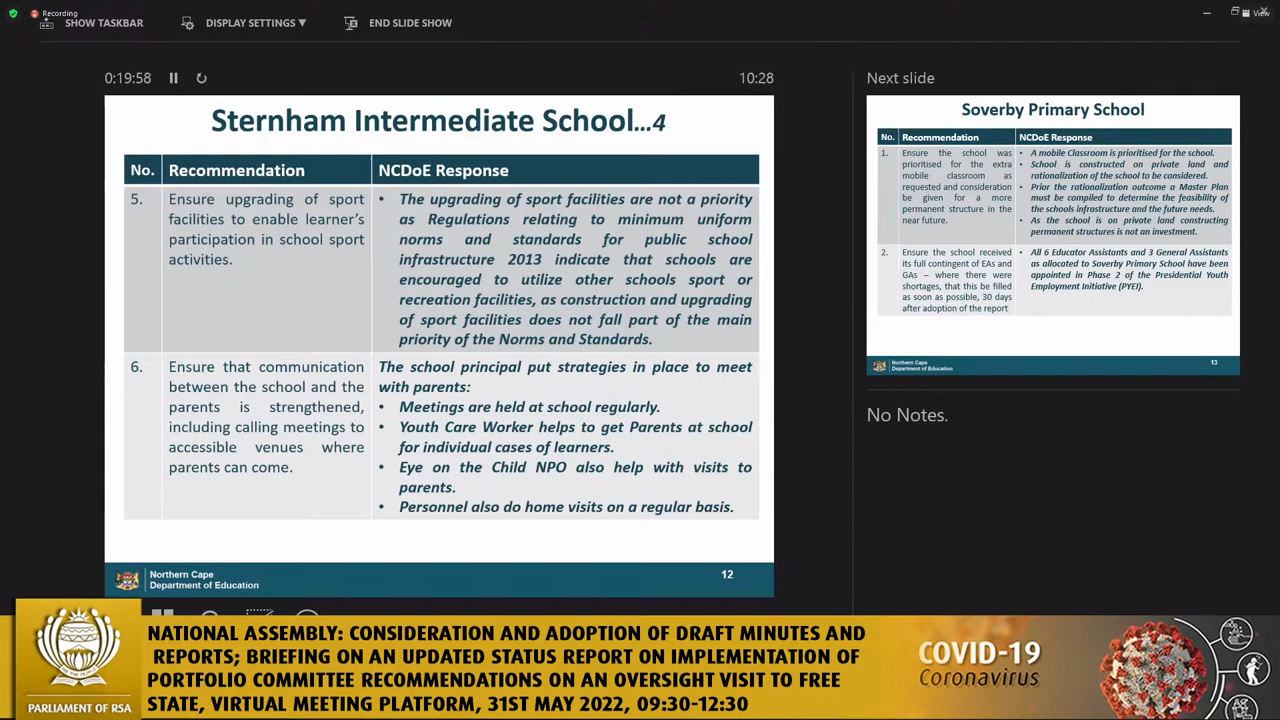 Recording
SHOW TASKBAR
DISPLAY SETTINGS ▼
END SLIDE SHOW
View
0:19:58
10:28
Sternham Intermediate School...4
No. Recommendation NCDoE Response
5. Ensure upgrading of sport
facilities to enable learner's
participation in school sport
activities.
• The upgrading of sport facilities are not a priority
as Regulations relating to minimum uniform
norms and standards for public school
infrastructure 2013 indicate that schools are
encouraged to utilize other schools sport or
recreation facilities, as construction and upgrading
of sport facilities does not fall part of the main
priority of the Norms and Standards.
6. Ensure that communication
between the school and the
parents is strengthened,
including calling meetings to
accessible venues where
parents can come.
The school principal put strategies in place to meet
with parents:
• Meetings are held at school regularly.
• Youth Care Worker helps to get Parents at school
for individual cases of learners.
• Eye on the Child NPO also help with visits to
parents.
• Personnel also do home visits on a regular basis.
Northern Cape
Department of Education
12
Next slide
Soverby Primary School
No. Recommendation NCDoE Response
1. Ensure the school was
prioritised for the extra
mobile classroom as
requested and consideration
be given for a more
permanent structure in the
near future.
• A mobile Classroom is prioritised for the school.
• School is constructed on private land and
rationalization of the school to be considered.
• Prior the rationalization outcome a Master Plan
must be compiled to determine the feasibility of
the schools infrastructure and the future needs.
• As the school is on private land constructing
permanent structures is not an investment.
2. Ensure the school received
its full contingent of EAs and
GAs – where there were
shortages, that this be filled
as soon as possible, 30 days
after adoption of the report
• All 6 Educator Assistants and 3 General Assistants
as allocated to Soverby Primary School have been
appointed in Phase 2 of the Presidential Youth
Employment Initiative (PYEI).
Northern Cape
Department of Education
13
No Notes.
PARLIAMENT OF RSA
NATIONAL ASSEMBLY: CONSIDERATION AND ADOPTION OF DRAFT MINUTES AND
REPORTS; BRIEFING ON AN UPDATED STATUS REPORT ON IMPLEMENTATION OF
PORTFOLIO COMMITTEE RECOMMENDATIONS ON AN OVERSIGHT VISIT TO FREE
STATE, VIRTUAL MEETING PLATFORM, 31ST MAY 2022, 09:30-12:30
COVID-19
Coronavirus